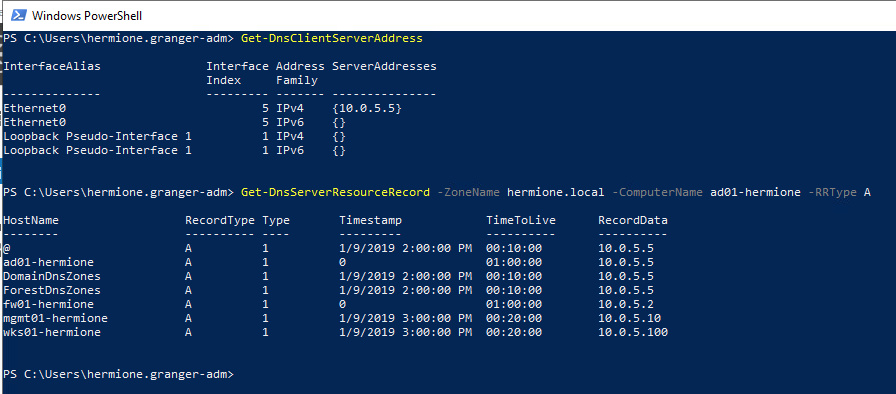 Windows PowerShell
PS C:\Users\hermione.granger-adm> Get-DnsClientServerAddress
InterfaceAlias Interface Address ServerAddresses
Index Family
-------------- --------- ------- ---------------
Ethernet0 5 IPv4 {10.0.5.5}
Ethernet0 5 IPv6 {}
Loopback Pseudo-Interface 1 1 IPv4 {}
Loopback Pseudo-Interface 1 1 IPv6 {}
PS C:\Users\hermione.granger-adm> Get-DnsServerResourceRecord -ZoneName hermione.local -ComputerName ad01-hermione -RRType A
HostName RecordType Type Timestamp TimeToLive RecordData
-------- ---------- ---- --------- ---------- ----------
@ A 1 1/9/2019 2:00:00 PM 00:10:00 10.0.5.5
ad01-hermione A 1 0 01:00:00 10.0.5.5
DomainDnsZones A 1 1/9/2019 2:00:00 PM 00:10:00 10.0.5.5
ForestDnsZones A 1 1/9/2019 2:00:00 PM 00:10:00 10.0.5.5
fw01-hermione A 1 0 01:00:00 10.0.5.2
mgmt01-hermione A 1 1/9/2019 3:00:00 PM 00:20:00 10.0.5.10
wks01-hermione A 1 1/9/2019 3:00:00 PM 00:20:00 10.0.5.100
PS C:\Users\hermione.granger-adm>